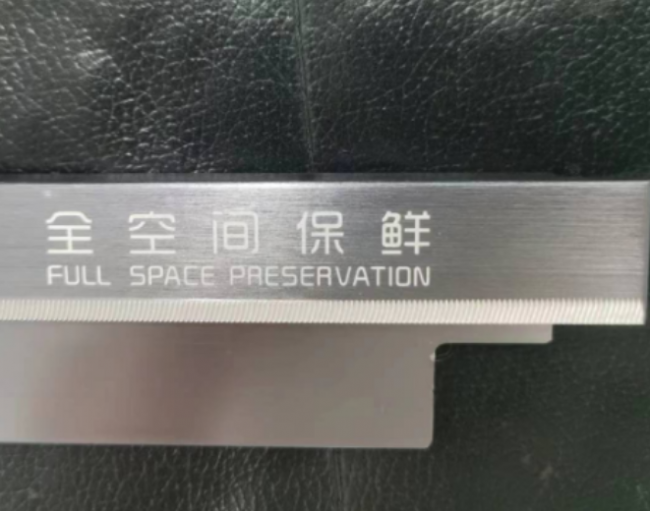 全空间保鲜
FULL SPACE PRESERVATION